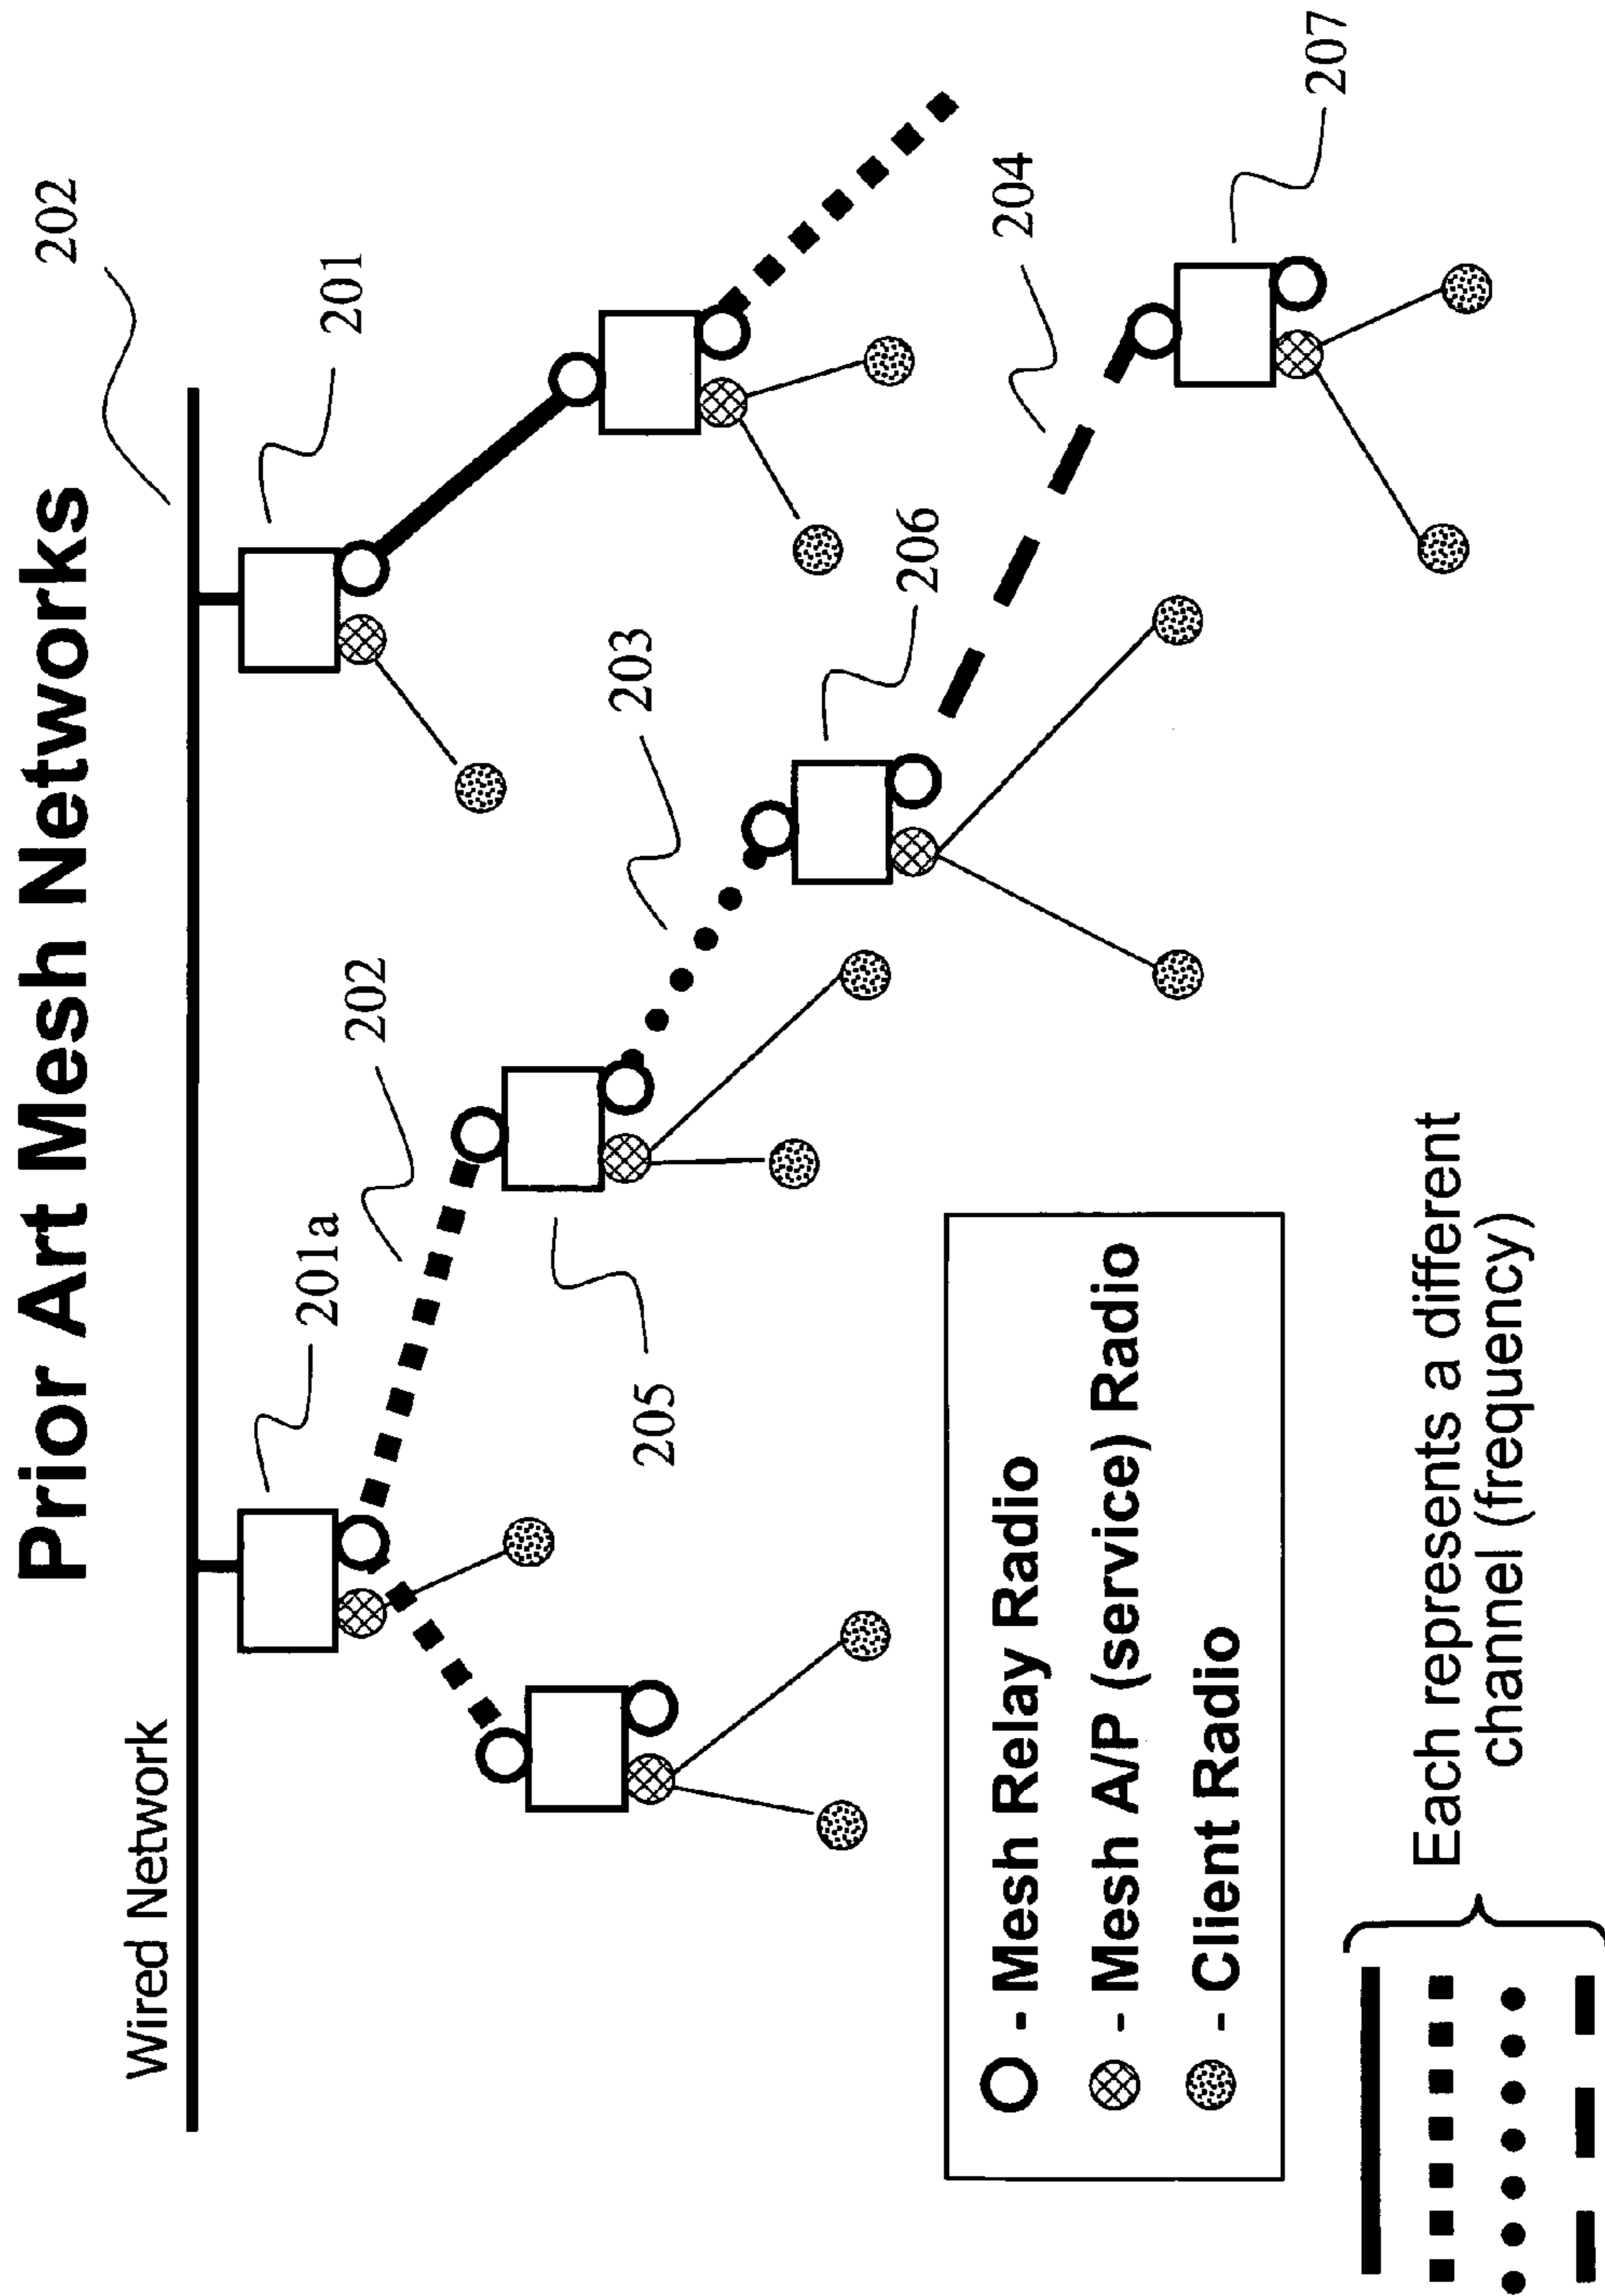 Prior Art Mesh Networks
202
Wired Network
201a
201
202
203
205
206
204
207
- Mesh Relay Radio
- Mesh A/P (service) Radio
- Client Radio
Each represents a different
channel (frequency)